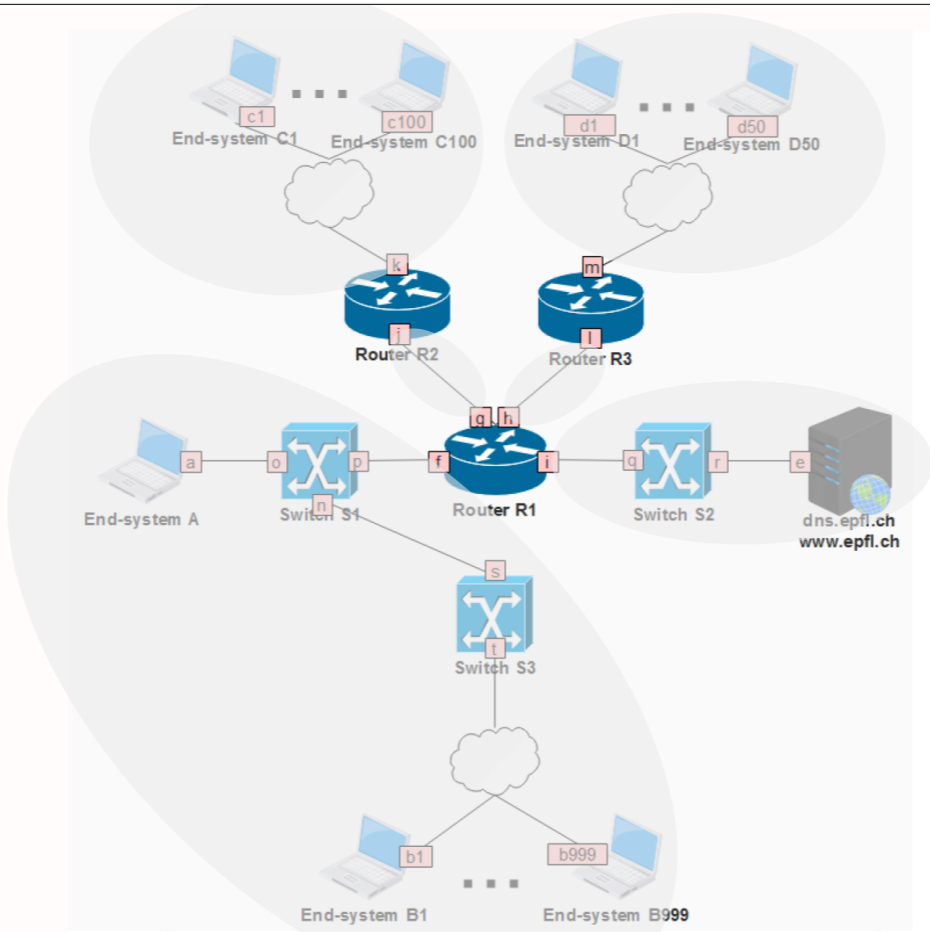 c1
c100
d1
d50
End-system C1
End-system C100
End-system D1
End-system D50
k
m
j
l
Router R2
Router R3
g
h
a
o
p
f
i
q
r
e
n
End-system A
Switch S1
Router R1
Switch S2
dns.epfl.ch
www.epfl.ch
s
t
Switch S3
b1
b999
End-system B1
End-system B999